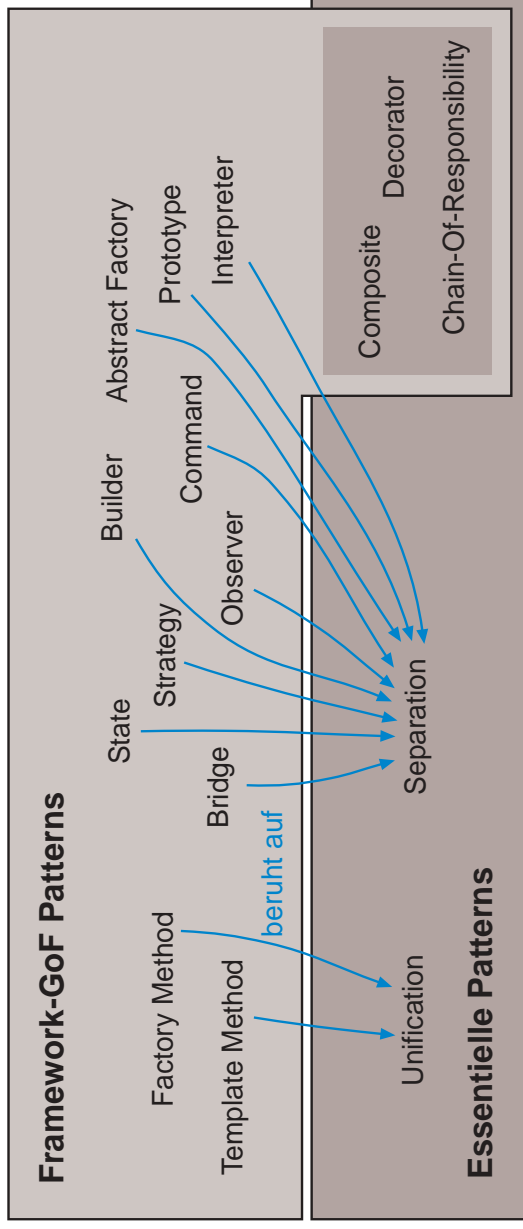 Framework-GoF Patterns
Factory Method
Template Method
beruht auf
Bridge
State
Strategy
Observer
Builder
Command
Abstract Factory
Prototype
Interpreter
Composite
Decorator
Chain-Of-Responsibility
Unification
Separation
Essentielle Patterns